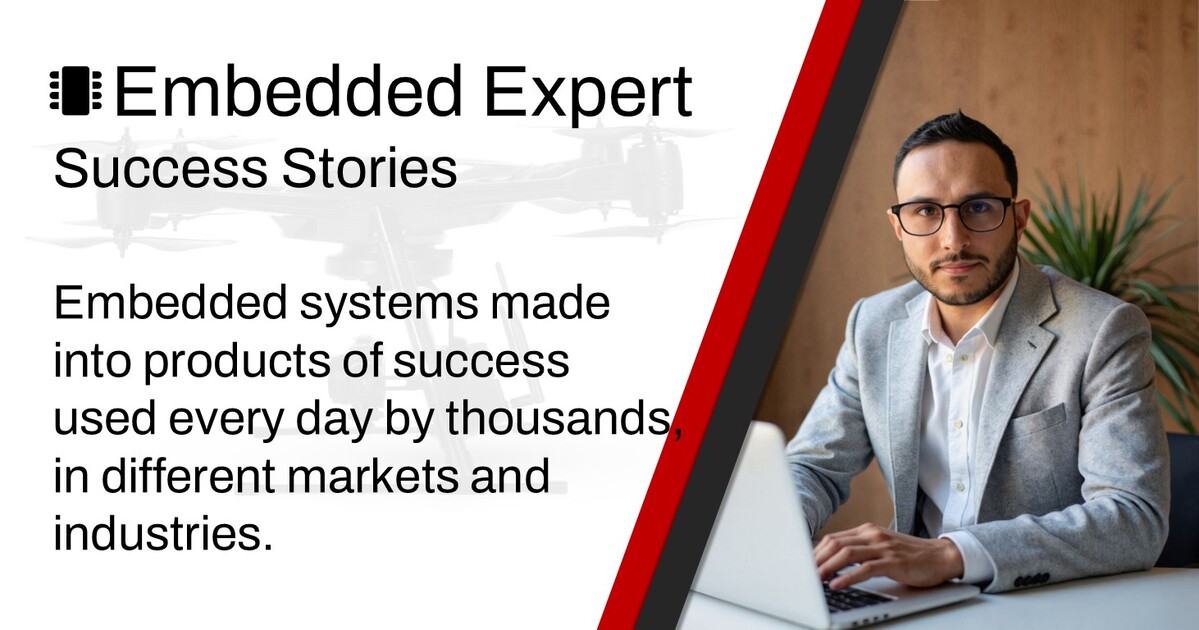 Embedded Expert
Success Stories
Embedded systems made
into products of success
used every day by thousands,
in different markets and
industries.